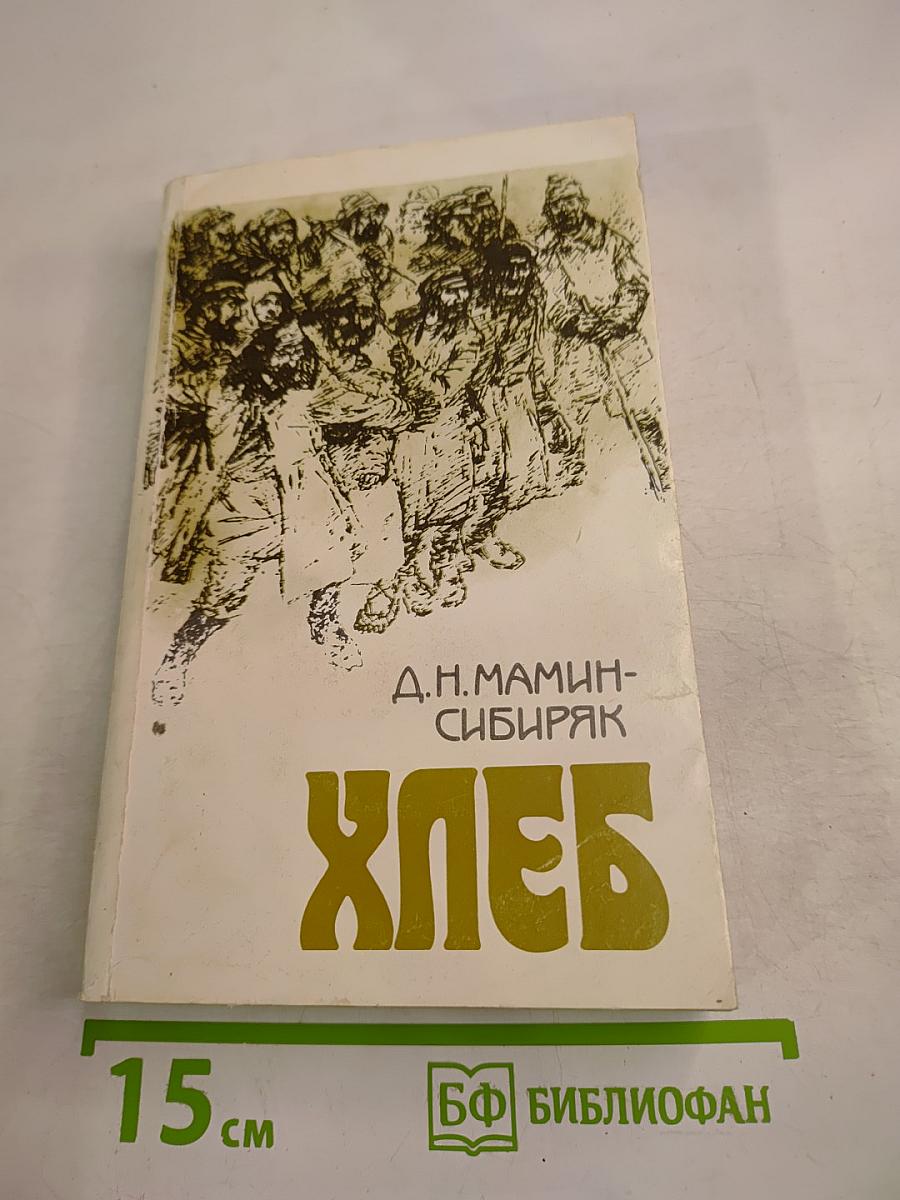 Д.Н.МАМИН-
СИБИРЯК
ХЛЕБ
15 см
БФ БИБЛИОФАН